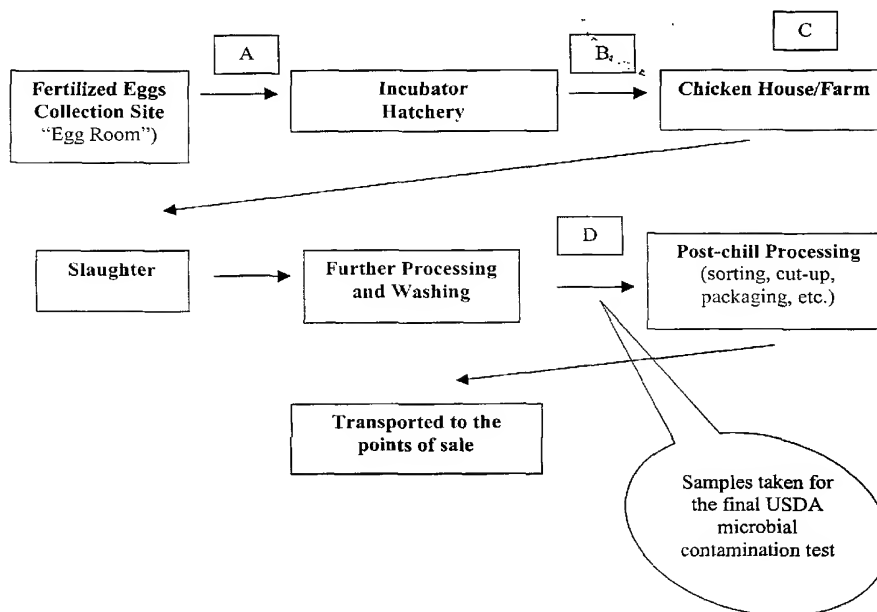 A
B
C
Fertilized Eggs
Collection Site
“Egg Room”)
Incubator
Hatchery
Chicken House/Farm
Slaughter
Further Processing
and Washing
D
Post-chill Processing
(sorting, cut-up,
packaging, etc.)
Transported to the
points of sale
Samples taken for
the final USDA
microbial
contamination test